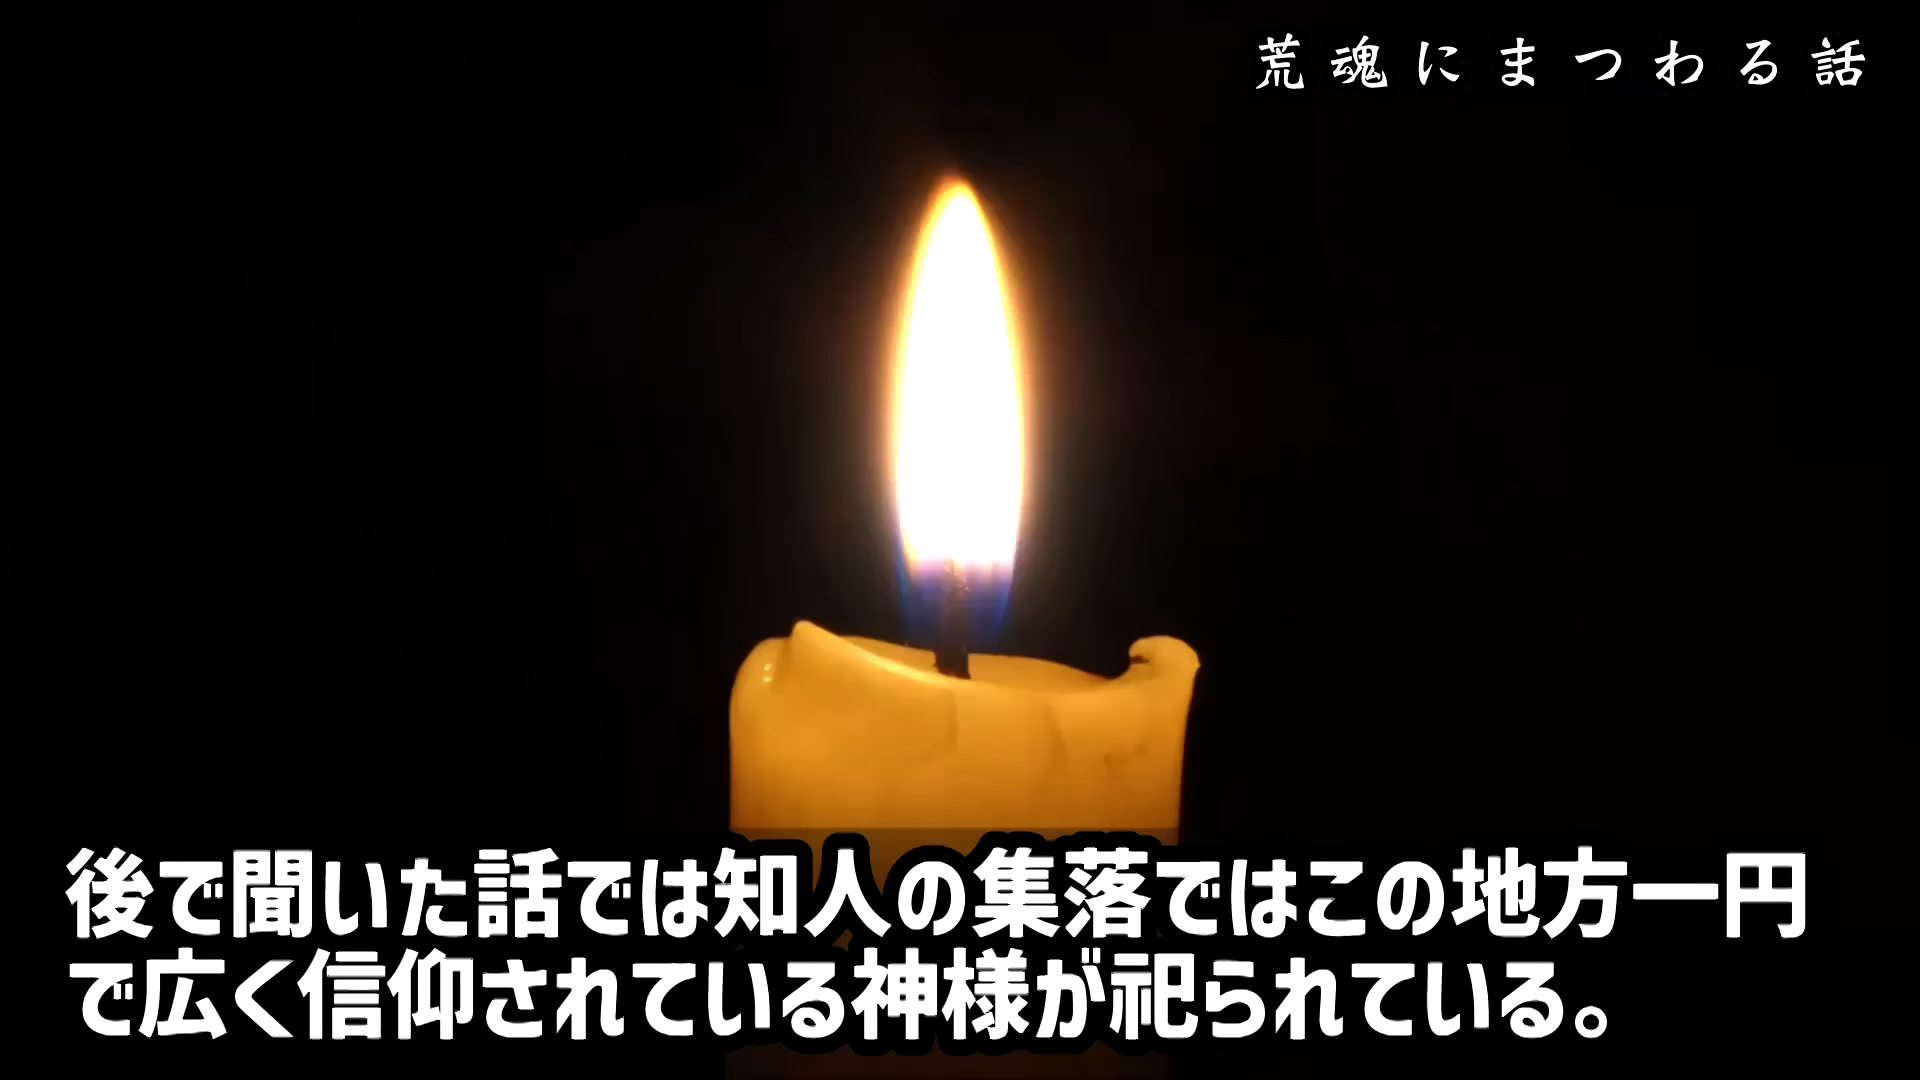 荒魂にまつわる話
後で聞いた話では知人の集落ではこの地方一円
で広く信仰されている神様が祀られている。